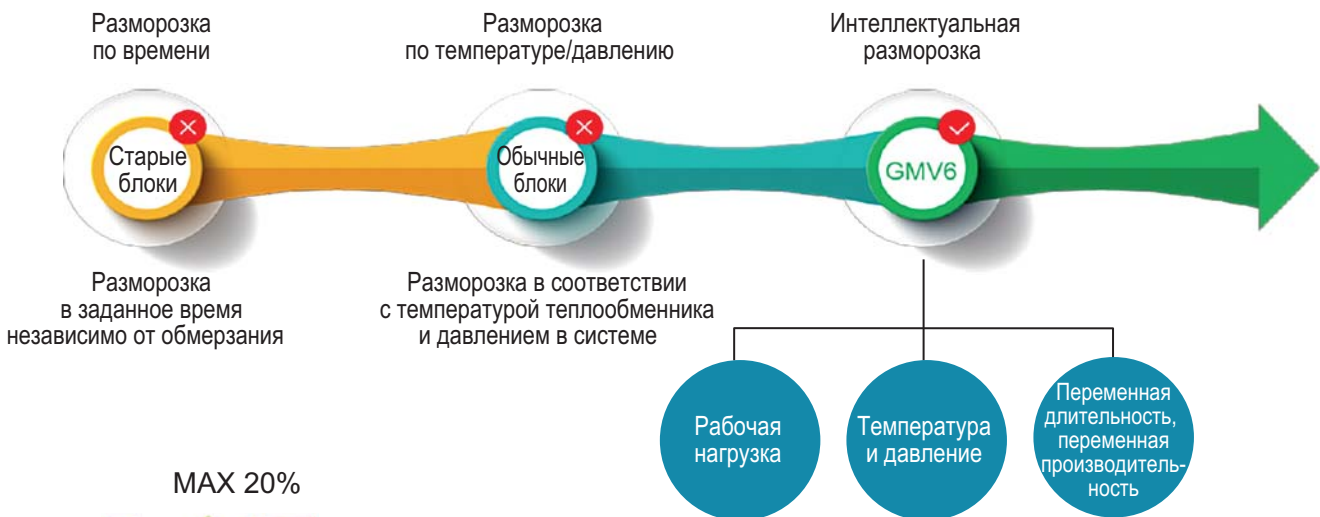 Разморозка
по времени
Разморозка
по температуре/давлению
Интеллектуальная
разморозка
Старые
блоки
Обычные
блоки
GMV6
Разморозка
в заданное время
независимо от обмерзания
Разморозка в соответствии
с температурой теплообменника
и давлением в системе
Рабочая
нагрузка
Температура
и давление
Переменная
длительность,
переменная
производитель-
ность
MAX 20%